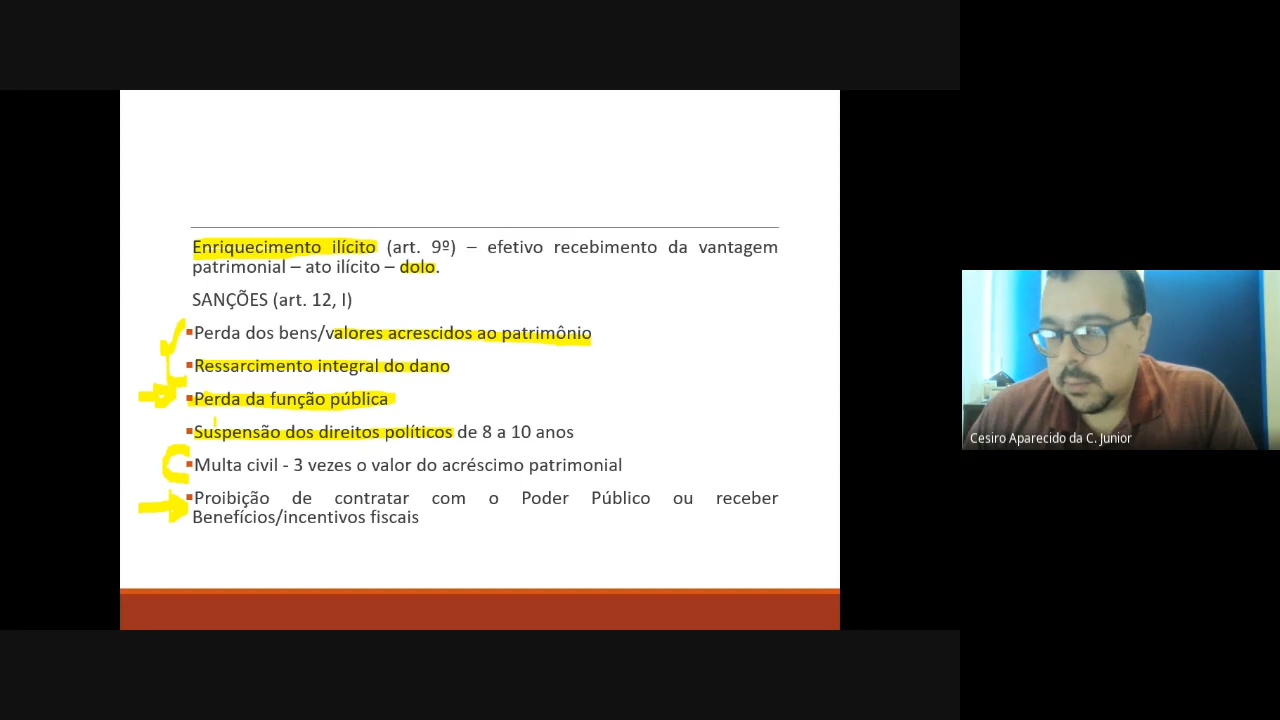 Enriquecimento ilícito (art. 9º) – efetivo recebimento da vantagem
patrimonial – ato ilícito – dolo.
SANÇÕES (art. 12, I)
▪Perda dos bens/valores acrescidos ao patrimônio
▪Ressarcimento integral do dano
▪Perda da função pública
▪Suspensão dos direitos políticos de 8 a 10 anos
▪Multa civil - 3 vezes o valor do acréscimo patrimonial
▪Proibição de contratar com o Poder Público ou receber
Benefícios/incentivos fiscais
Cesiro Aparecido da C. Junior